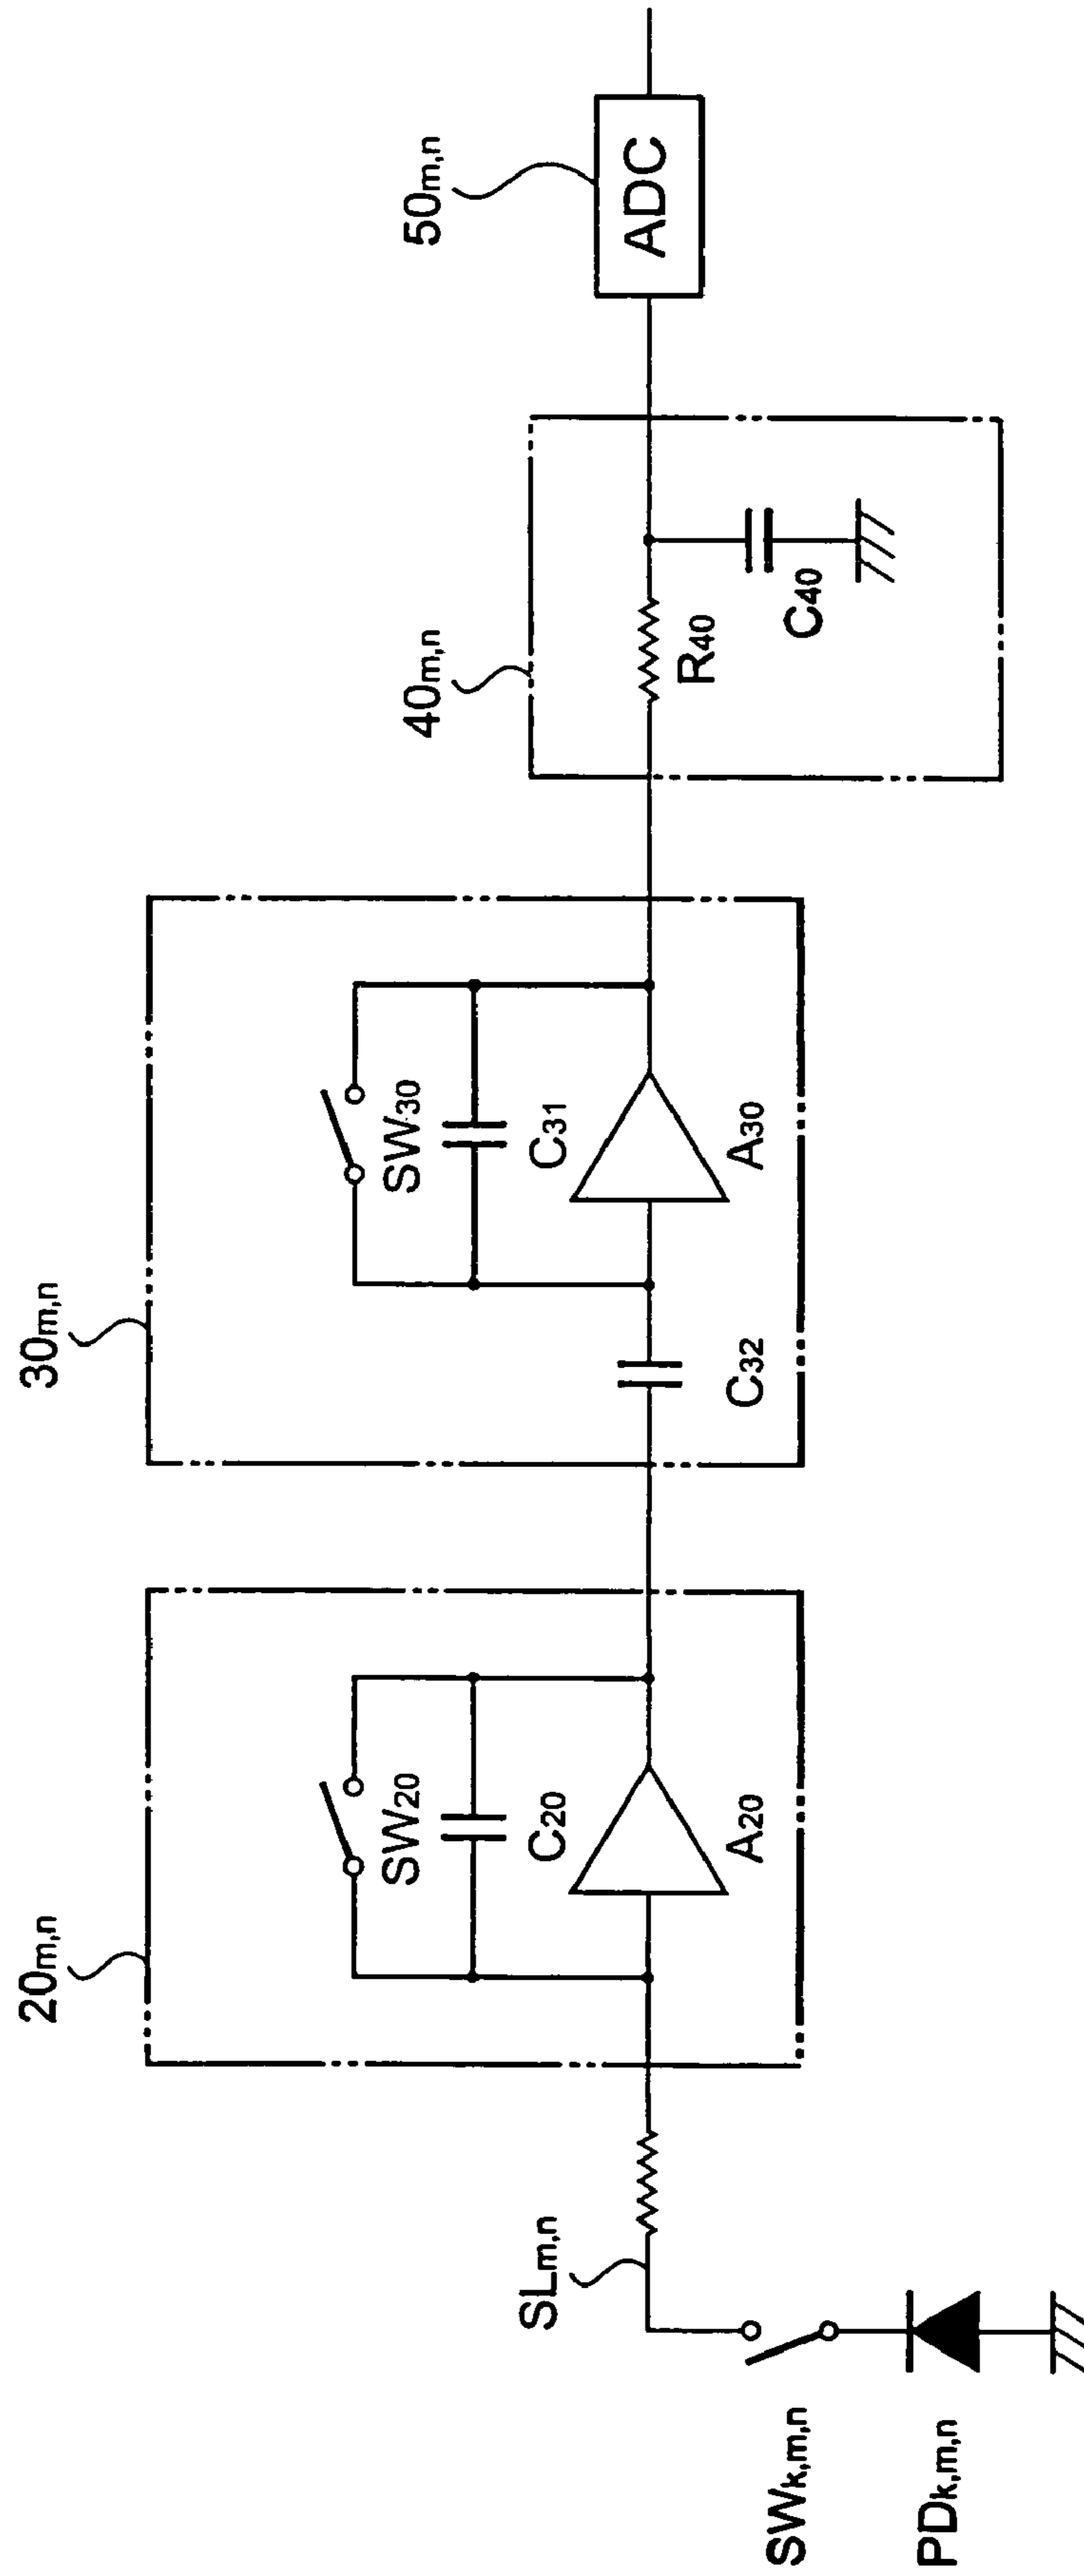 20m,n
30m,n
40m,n
50m,n
SW20
C20
A20
SW30
C31
A30
C32
R40
C40
ADC
SLm,n
SWk,m,n
PDk,m,n